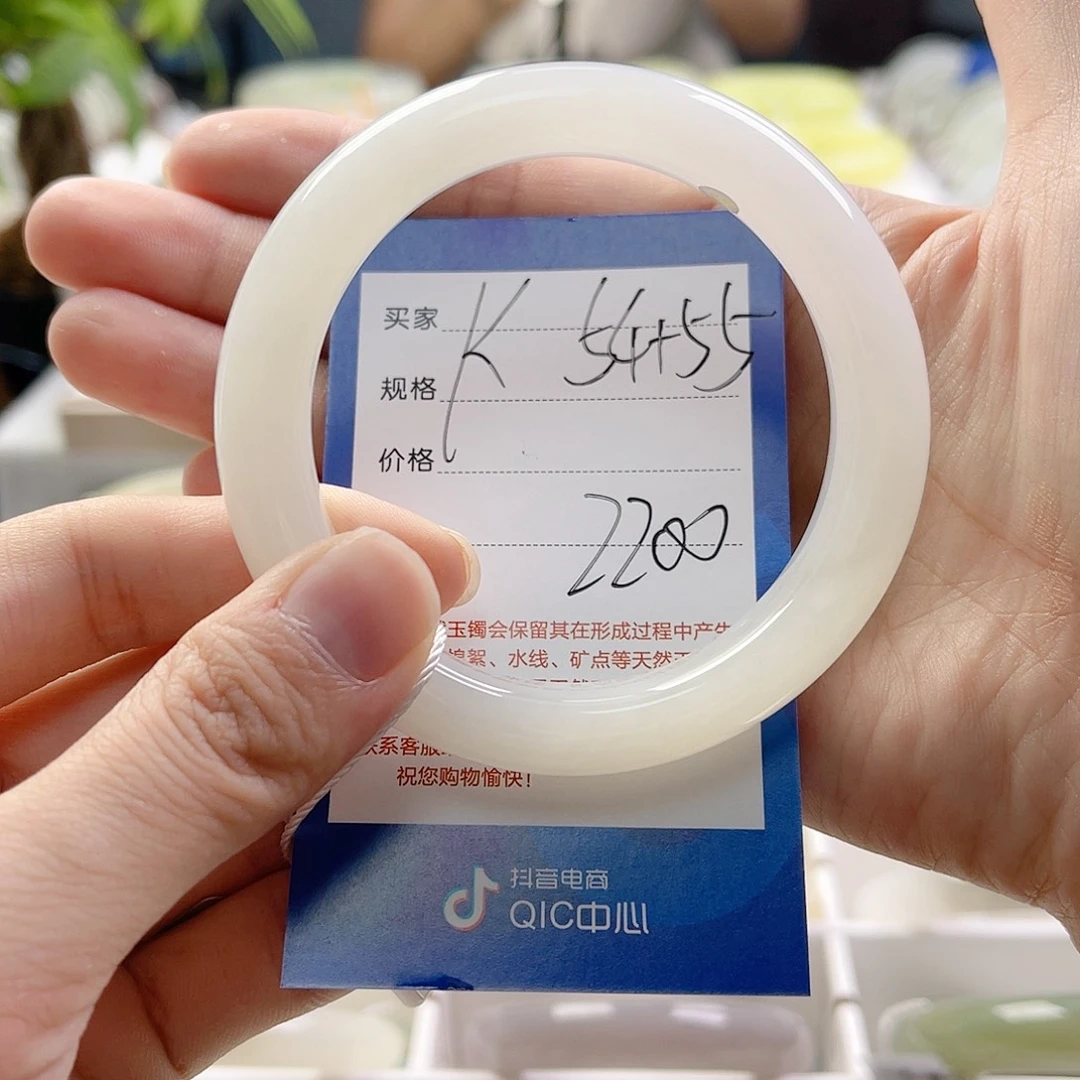 买家 K 54+55
规格
价格
2200
玉镯会保留其在形成过程中产生
棉絮、水线、矿点等天然
联系客服
祝您购物愉快！
抖音电商
QIC中心